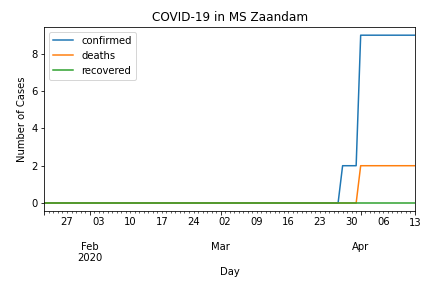 COVID-19 in MS Zaandam
confirmed
deaths
recovered
Number of Cases
8
6
4
2
0
27 03 10 17 24 02 09 16 23 30 06 13
Feb Mar Apr
2020
Day